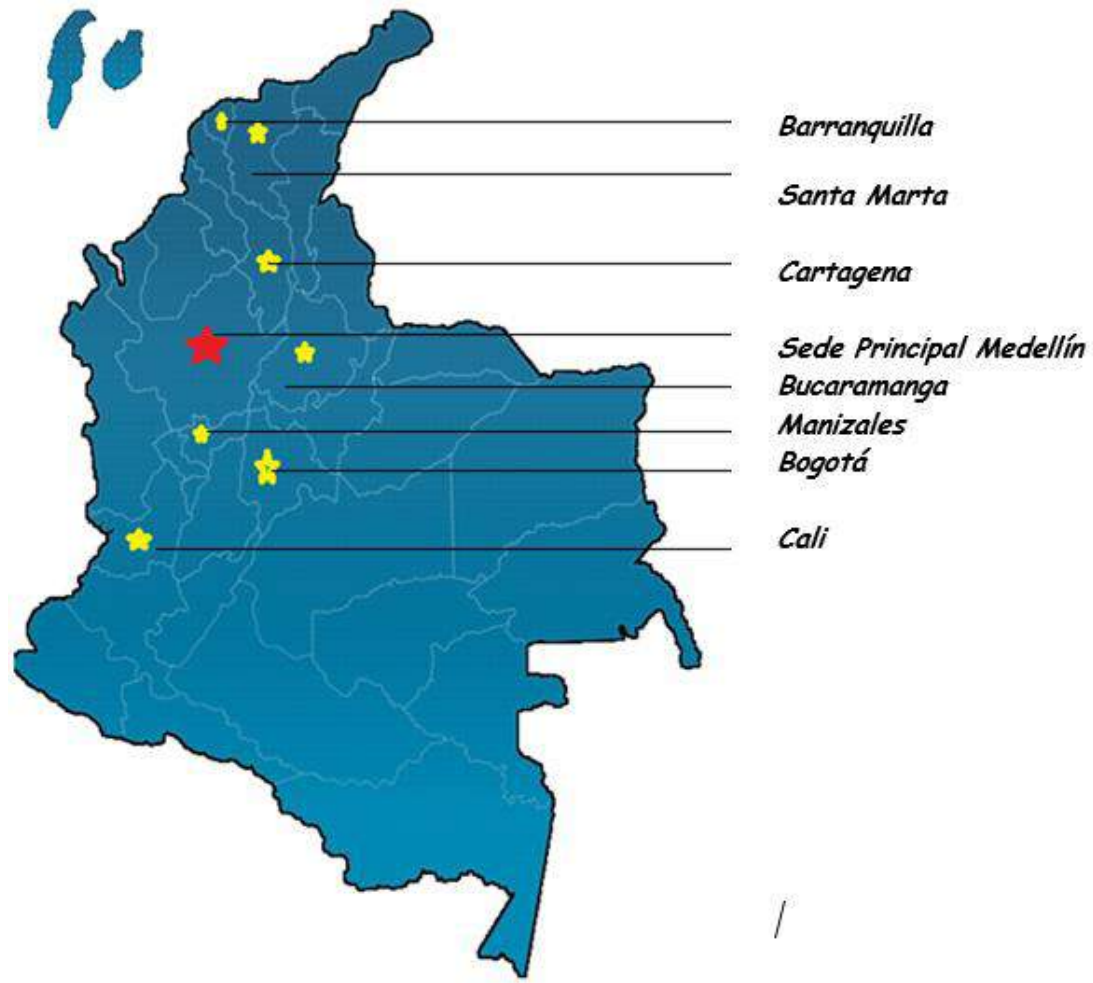 Barranquilla
Santa Marta
Cartagena
Sede Principal Medellín
Bucaramanga
Manizales
Bogotá
Cali
/